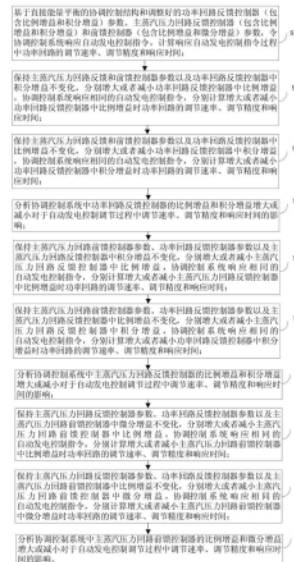 基于直接能量平衡的协调控制结构和调整好的功率回路反馈控制器
(包含比例增益和积分增益)参数、主蒸汽压力回路反馈控制器(包含比
例增益和积分增益)和前馈控制器(包含比例增益和微分增益)参数，令
协调控制系统响应自动发电控制指令，计算响应自动发电控制指令过程
中功率回路的调节速率、调节精度和响应时间;
保持主蒸汽压力回路反馈和前馈控制器参数以及功率回路反馈控制器中
积分增益不变化，分别增大或者减小功率回路反馈控制器中比例增益
，协调控制系统响应相同的自动发电控制指令，分别计算增大或者减小
功率回路反馈控制器中比例增益时功率回路的调节速率、调节精度和响
应时间;
保持主蒸汽压力回路反馈和前馈控制器参数以及功率回路反馈控制器中
比例增益不变化，分别增大或者减小功率回路反馈控制器中积分增益
，协调控制系统响应相同的自动发电控制指令，分别计算增大或者减小
功率回路反馈控制器中积分增益时功率回路的调节速率、调节精度和响
应时间;
分析协调控制系统中功率回路反馈控制器的比例增益和积分增益增大或
减小对于自动发电控制调节过程中调节速率、调节精度和响应时间的影
响;
保持主蒸汽压力回路前馈控制器参数、功率回路反馈控制器参数以及主
蒸汽压力回路反馈控制器中积分增益不变化，分别增大或者减小主蒸汽压
力回路反馈控制器中比例增益，协调控制系统响应相同的
自动发电控制指令，分别计算增大或者减小主蒸汽压力回路反馈控制器
中比例增益时功率回路的调节速率、调节精度和响应时间;
保持主蒸汽压力回路前馈控制器参数、功率回路反馈控制器参数以及主
蒸汽压力回路反馈控制器中比例增益不变化，分别增大或者减小主蒸汽压
力回路反馈控制器中积分增益，协调控制系统响应相同的
自动发电控制指令，分别计算增大或者减小主蒸汽压力回路反馈控制器中积分
增益时功率回路的调节速率、调节精度和响应时间;
分析协调控制系统中主蒸汽压力回路反馈控制器的比例增益和积分增益
增大或减小对于自动发电控制调节过程中调节速率、调节精度和响应时
间的影响;
保持主蒸汽压力回路反馈控制器参数、功率回路反馈控制器参数以及主
蒸汽压力回路前馈控制器中微分增益不变化，分别增大或者减小主蒸汽压
力回路前馈控制器中比例增益，协调控制系统响应相同的
自动发电控制指令，分别计算增大或者减小主蒸汽压力回路前馈控制器
中比例增益时功率回路的调节速率、调节精度和响应时间;
保持主蒸汽压力回路反馈控制器参数、功率回路反馈控制器参数以及主
蒸汽压力回路前馈控制器中比例增益不变化，分别增大或者减小主蒸汽压
力回路前馈控制器中微分增益，协调控制系统响应相同的
自动发电控制指令，分别计算增大或者减小主蒸汽压力回路前馈控制器
中微分增益时功率回路的调节速率、调节精度和响应时间;
分析协调控制系统中主蒸汽压力回路前馈控制器的比例增益和微分增益
增大或减小对于自动发电控制调节过程中调节速率、调节精度和响应时
间的影响。